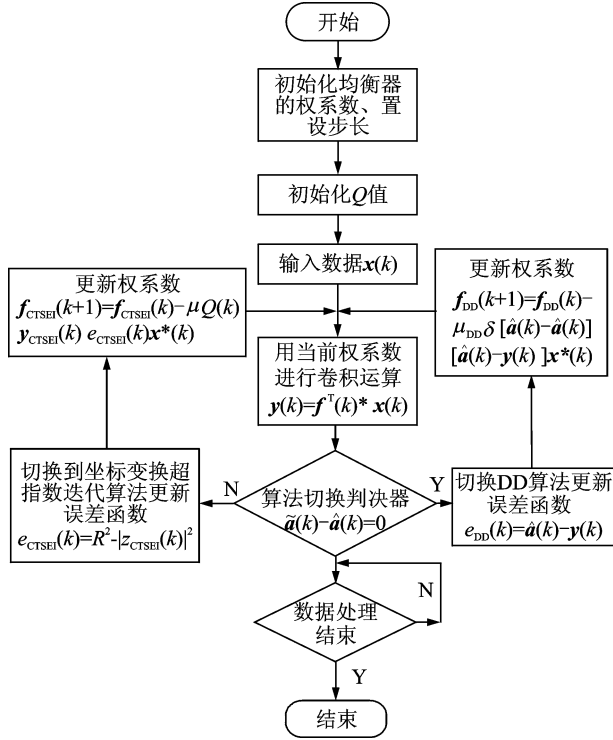 开始
初始化均衡器
的权系数、置
设步长
初始化Q值
输入数据x(k)
更新权系数
f_CTSEI(k+1)=f_CTSEI(k)−μQ(k)
y_CTSEI(k) e_CTSEI(k)x*(k)
更新权系数
f_DD(k+1)=f_DD(k)−
μ_DDδ[â(k)−â(k)]
[â(k)−y(k) ]x*(k)
用当前权系数
进行卷积运算
y(k)=f^T(k)* x(k)
切换到坐标变换超
指数迭代算法更新
误差函数
e_CTSEI(k)=R²-|z_CTSEI(k)|²
N
算法切换判决器
ã(k)−â(k)=0
Y
切换DD算法更新
误差函数
e_DD(k)=â(k)−y(k)
数据处理
结束
N
Y
结束